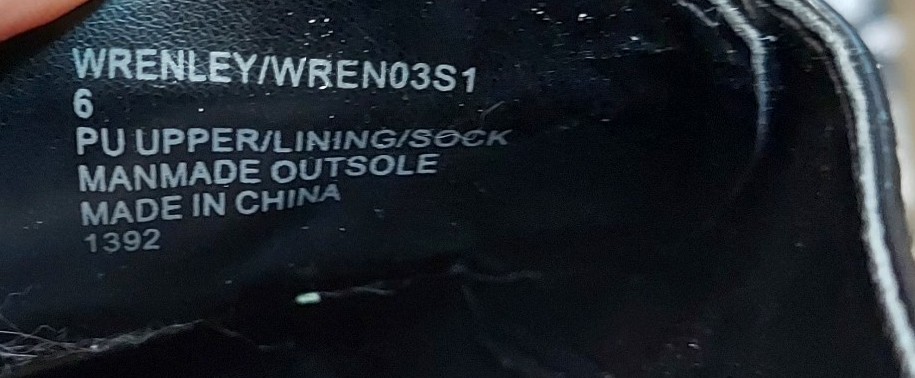 WRENLEY/WREN03S1
6
PU UPPER/LINING/SOCK
MANMADE OUTSOLE
MADE IN CHINA
1392